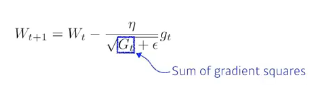 W_{t+1} = W_t - \frac{\eta}{\sqrt{G_t + \epsilon}} g_t
Sum of gradient squares